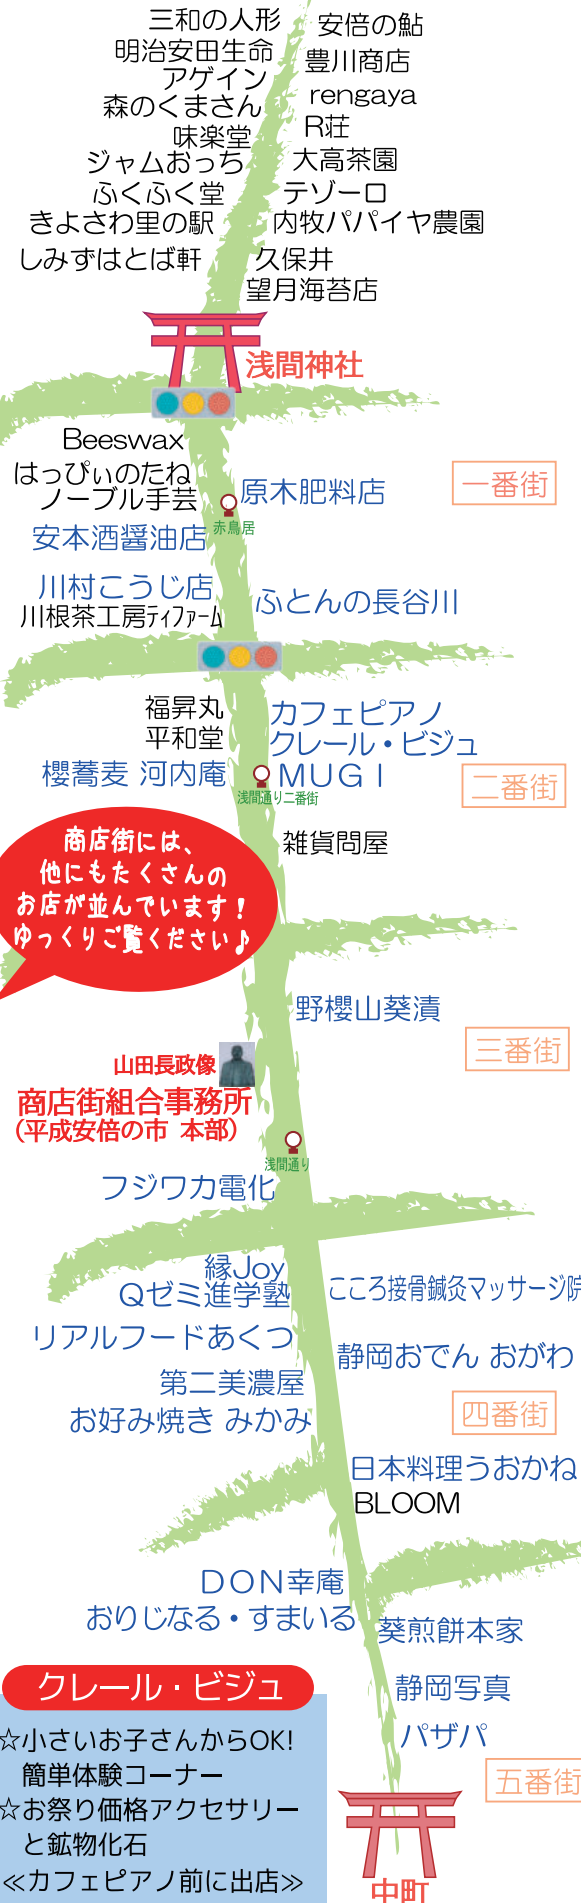 三和の人形
安倍の鮎
明治安田生命
豊川商店
アゲイン
森のくまさん
rengaya
味楽堂
R荘
ジャムおっち
大高茶園
ふくふく堂
テゾーロ
きよさわ里の駅
内牧パパイヤ農園
しみずはとば軒
久保井
望月海苔店
浅間神社
Beeswax
はっぴぃのたね
ノーブル手芸
原木肥料店
一番街
赤鳥居
安本酒醤油店
川村こうじ店
川根茶工房ティファーム
ふとんの長谷川
福昇丸
平和堂
カフェピアノ
クレール・ビジュ
櫻蕎麦 河内庵
MUGI
二番街
浅間通り二番街
雑貨問屋
商店街には、
他にもたくさんの
お店が並んでいます！
ゆっくりご覧ください♪
野櫻山葵漬
三番街
山田長政像
商店街組合事務所
（平成安倍の市 本部）
浅間通り
フジワカ電化
縁Joy
Qゼミ進学塾
こころ接骨鍼灸マッサージ院
リアルフードあくつ
静岡おでん おがわ
第二美濃屋
お好み焼き みかみ
四番街
日本料理うおかね
BLOOM
DON幸庵
おりじなる・すまいる
葵煎餅本家
静岡写真
パザパ
五番街
中町
クレール・ビジュ
☆小さいお子さんからOK!
簡単体験コーナー
☆お祭り価格アクセサリー
と鉱物化石
≪カフェピアノ前に出店≫